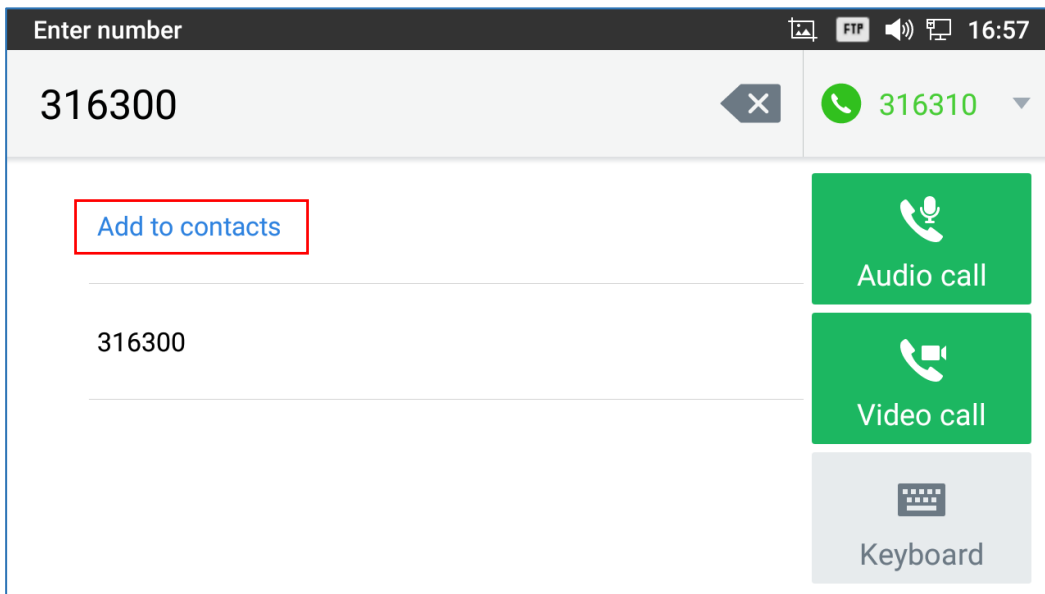 Enter number
FTP 16:57
316300
316310
Add to contacts
316300
Audio call
Video call
Keyboard